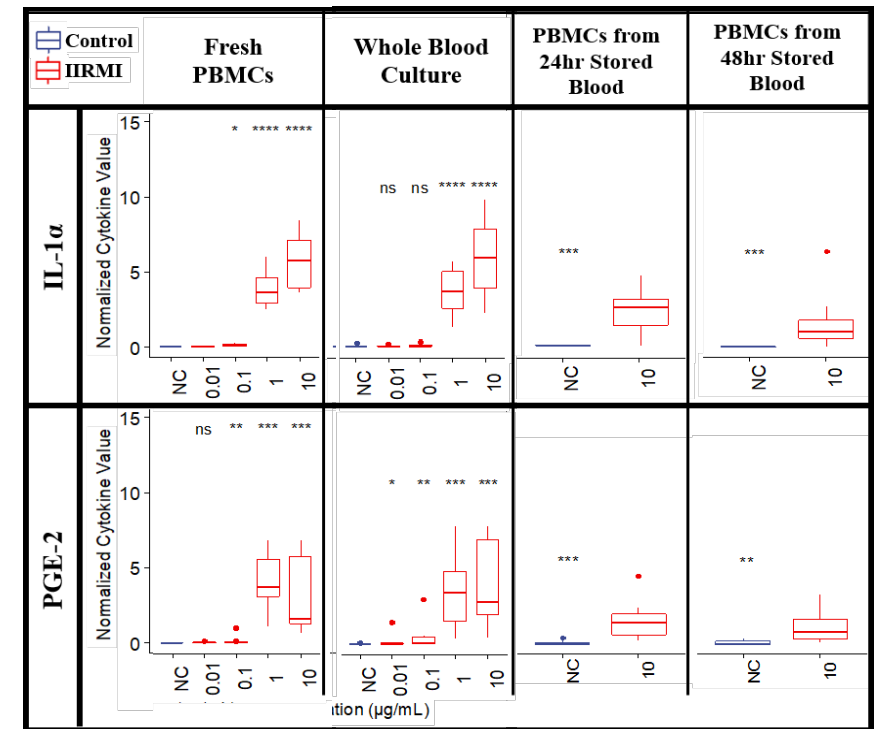 Control
IIRMI
Fresh
PBMCs
Whole Blood
Culture
PBMCs from
24hr Stored
Blood
PBMCs from
48hr Stored
Blood
IL-1α
Normalized Cytokine Value
15
10
5
0
* **** ****
ns ns **** ****
***
***
NC 0.01 0.1 1 10
NC 0.01 0.1 1 10
NC 10
NC 10
PGE-2
Normalized Cytokine Value
15
10
5
0
ns ** *** ***
* ** *** ***
***
**
NC 0.01 0.1 1 10
NC 0.01 0.1 1 10
NC 10
NC 10
(µg/mL)